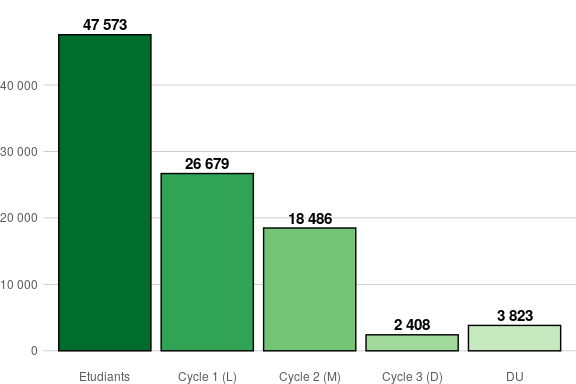 47 573
40 000
30 000
26 679
20 000
18 486
10 000
2 408
3 823
0
Etudiants
Cycle 1 (L)
Cycle 2 (M)
Cycle 3 (D)
DU